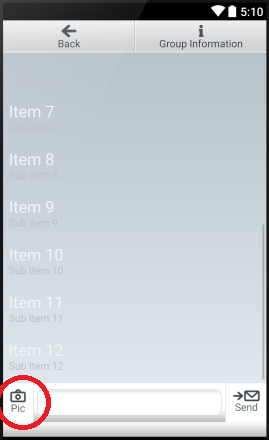 5:10
Back
Group Information
Item 7
Sub Item 7
Item 8
Sub Item 8
Item 9
Sub Item 9
Item 10
Sub Item 10
Item 11
Sub Item 11
Item 12
Sub Item 12
Pic
Send